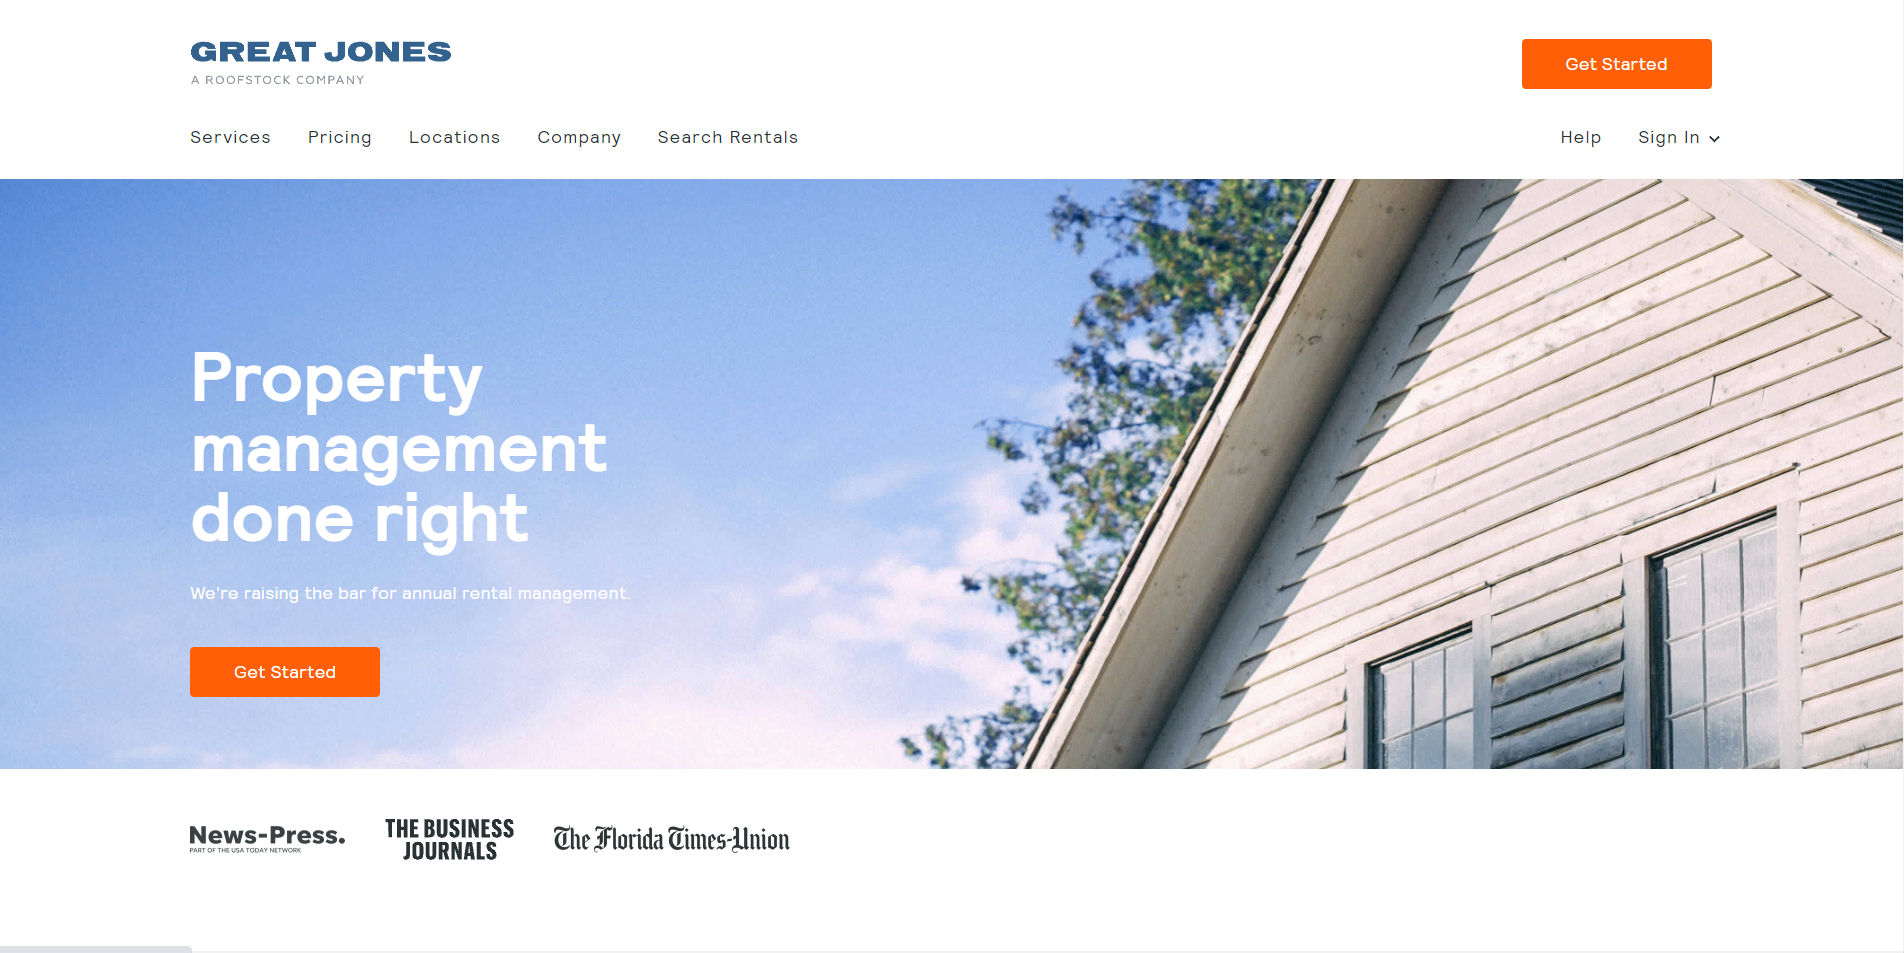 GREAT JONES
A ROOFSTOCK COMPANY
Get Started
Services Pricing Locations Company Search Rentals
Help Sign In
Property
management
done right
We're raising the bar for annual rental management.
Get Started
News-Press.
PART OF THE USA TODAY NETWORK
THE BUSINESS
JOURNALS
The Florida Times-Union